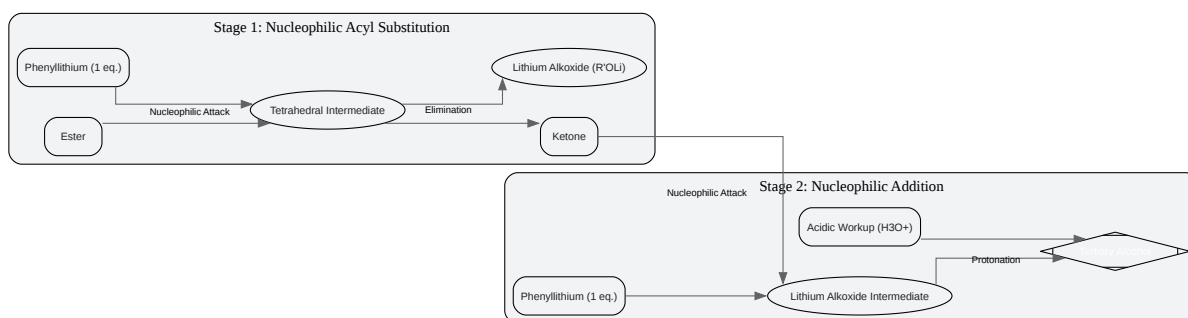 Stage 1: Nucleophilic Acyl Substitution
Phenyllithium (1 eq.)
Lithium Alkoxide (R'OLi)
Nucleophilic Attack
Tetrahedral Intermediate
Elimination
Ester
Ketone
Nucleophilic Attack
Stage 2: Nucleophilic Addition
Acidic Workup (H3O+)
Protonation
Phenyllithium (1 eq.)
Lithium Alkoxide Intermediate